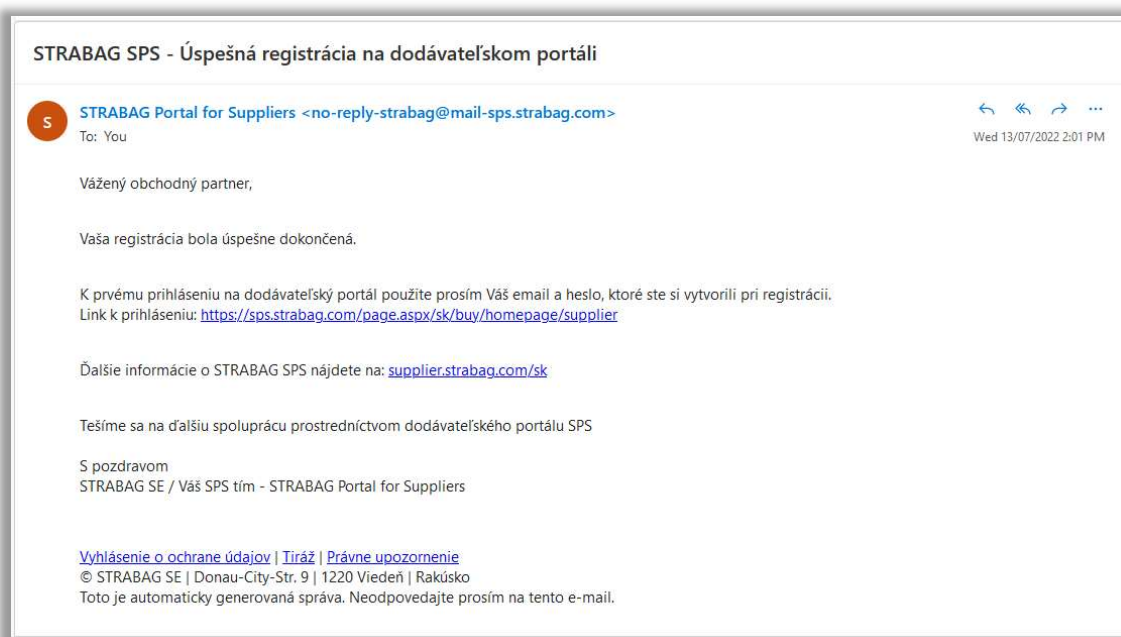 STRABAG SPS - Úspešná registrácia na dodávateľskom portáli
S
STRABAG Portal for Suppliers <no-reply-strabag@mail-sps.strabag.com>
To: You
Wed 13/07/2022 2:01 PM
Vážený obchodný partner,
Vaša registrácia bola úspešne dokončená.
K prvému prihláseniu na dodávateľský portál použite prosím Váš email a heslo, ktoré ste si vytvorili pri registrácii.
Link k prihláseniu: https://sps.strabag.com/page.aspx/sk/buy/homepage/supplier
Ďalšie informácie o STRABAG SPS nájdete na: supplier.strabag.com/sk
Tešíme sa na ďalšiu spoluprácu prostredníctvom dodávateľského portálu SPS
S pozdravom
STRABAG SE / Váš SPS tím - STRABAG Portal for Suppliers
Vyhlásenie o ochrane údajov | Tiráž | Právne upozornenie
© STRABAG SE | Donau-City-Str. 9 | 1220 Viedeň | Rakúsko
Toto je automaticky generovaná správa. Neodpovedajte prosím na tento e-mail.